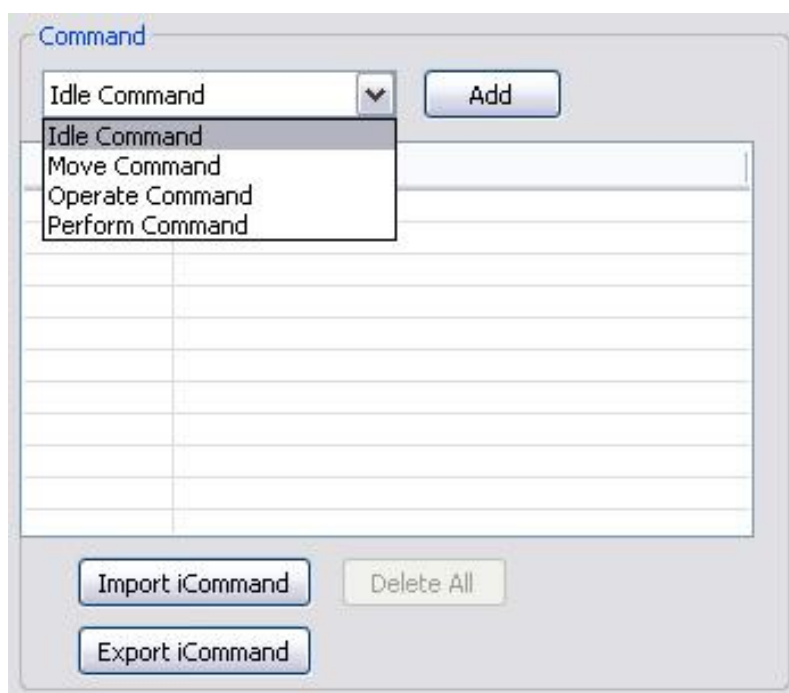 Command
Idle Command
Add
Idle Command
Move Command
Operate Command
Perform Command
Import iCommand
Delete All
Export iCommand